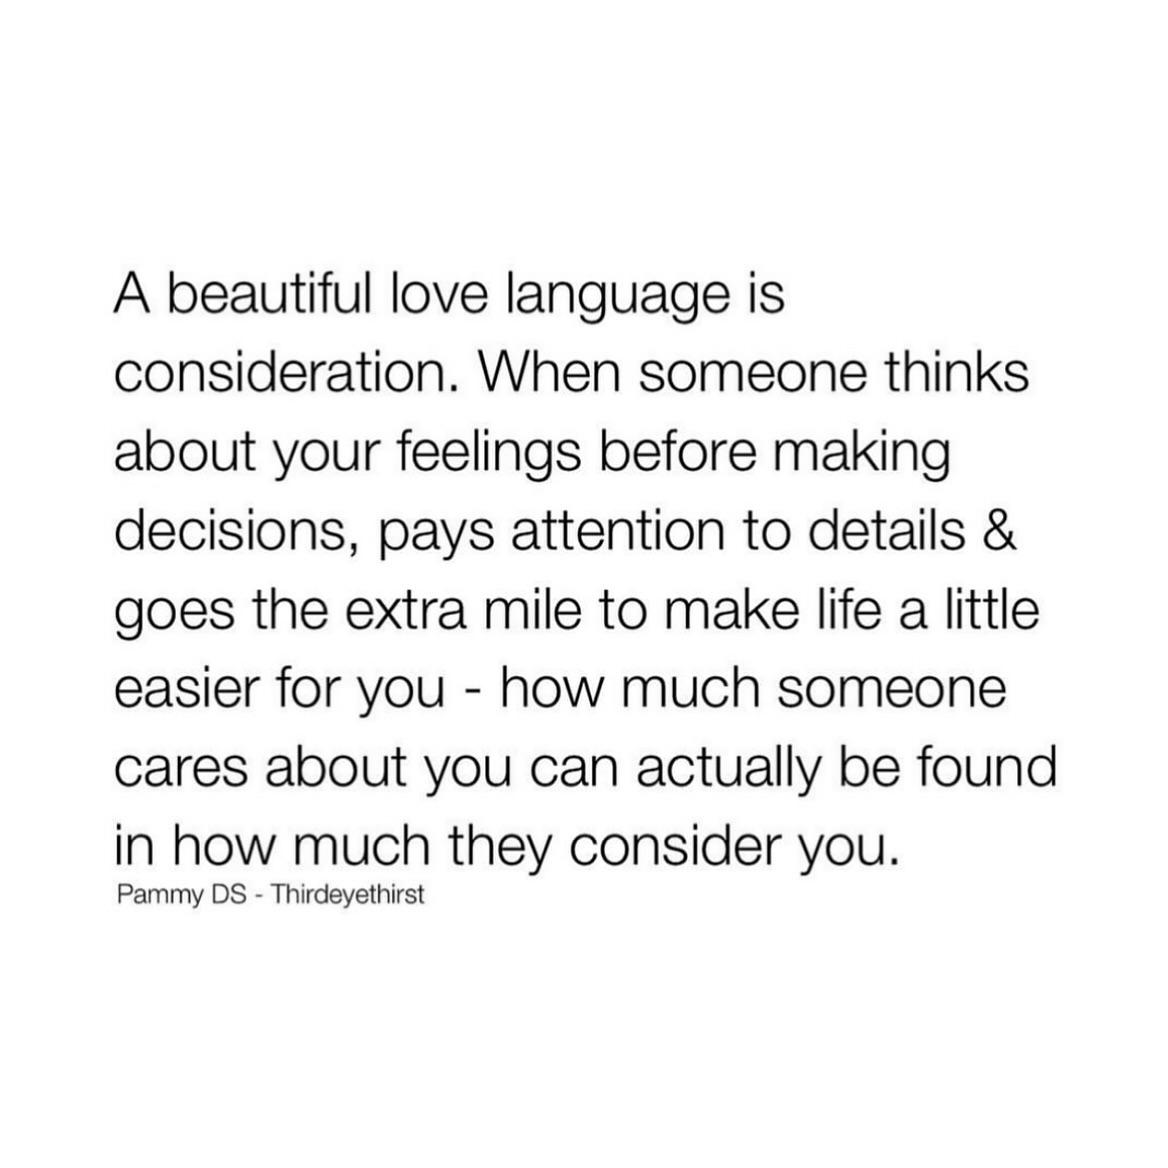 A beautiful love language is
consideration. When someone thinks
about your feelings before making
decisions, pays attention to details &
goes the extra mile to make life a little
easier for you - how much someone
cares about you can actually be found
in how much they consider you.
Pammy DS - Thirdeyethirst